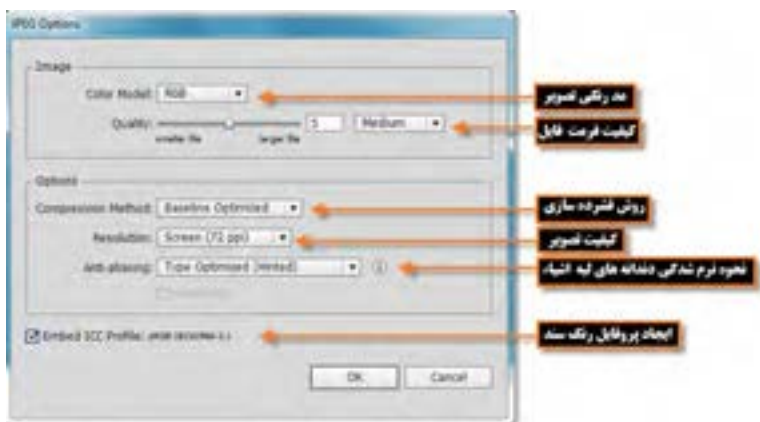 JPEG Options
Image
Color Model: RGB
مد رنگی تصویر
Quality: 5 Medium
کیفیت فرمت فایل
smaller file larger file
Options
Compression Method: Baseline Optimized
روش فشرده سازی
Resolution: Screen (72 ppi)
کیفیت تصویر
Anti-aliasing: Type Optimized (Hinted)
نحوه نرم شدگی دندانه های لبه اشیاء
Embed ICC Profile:
ایجاد پروفایل رنگ سند
OK Cancel